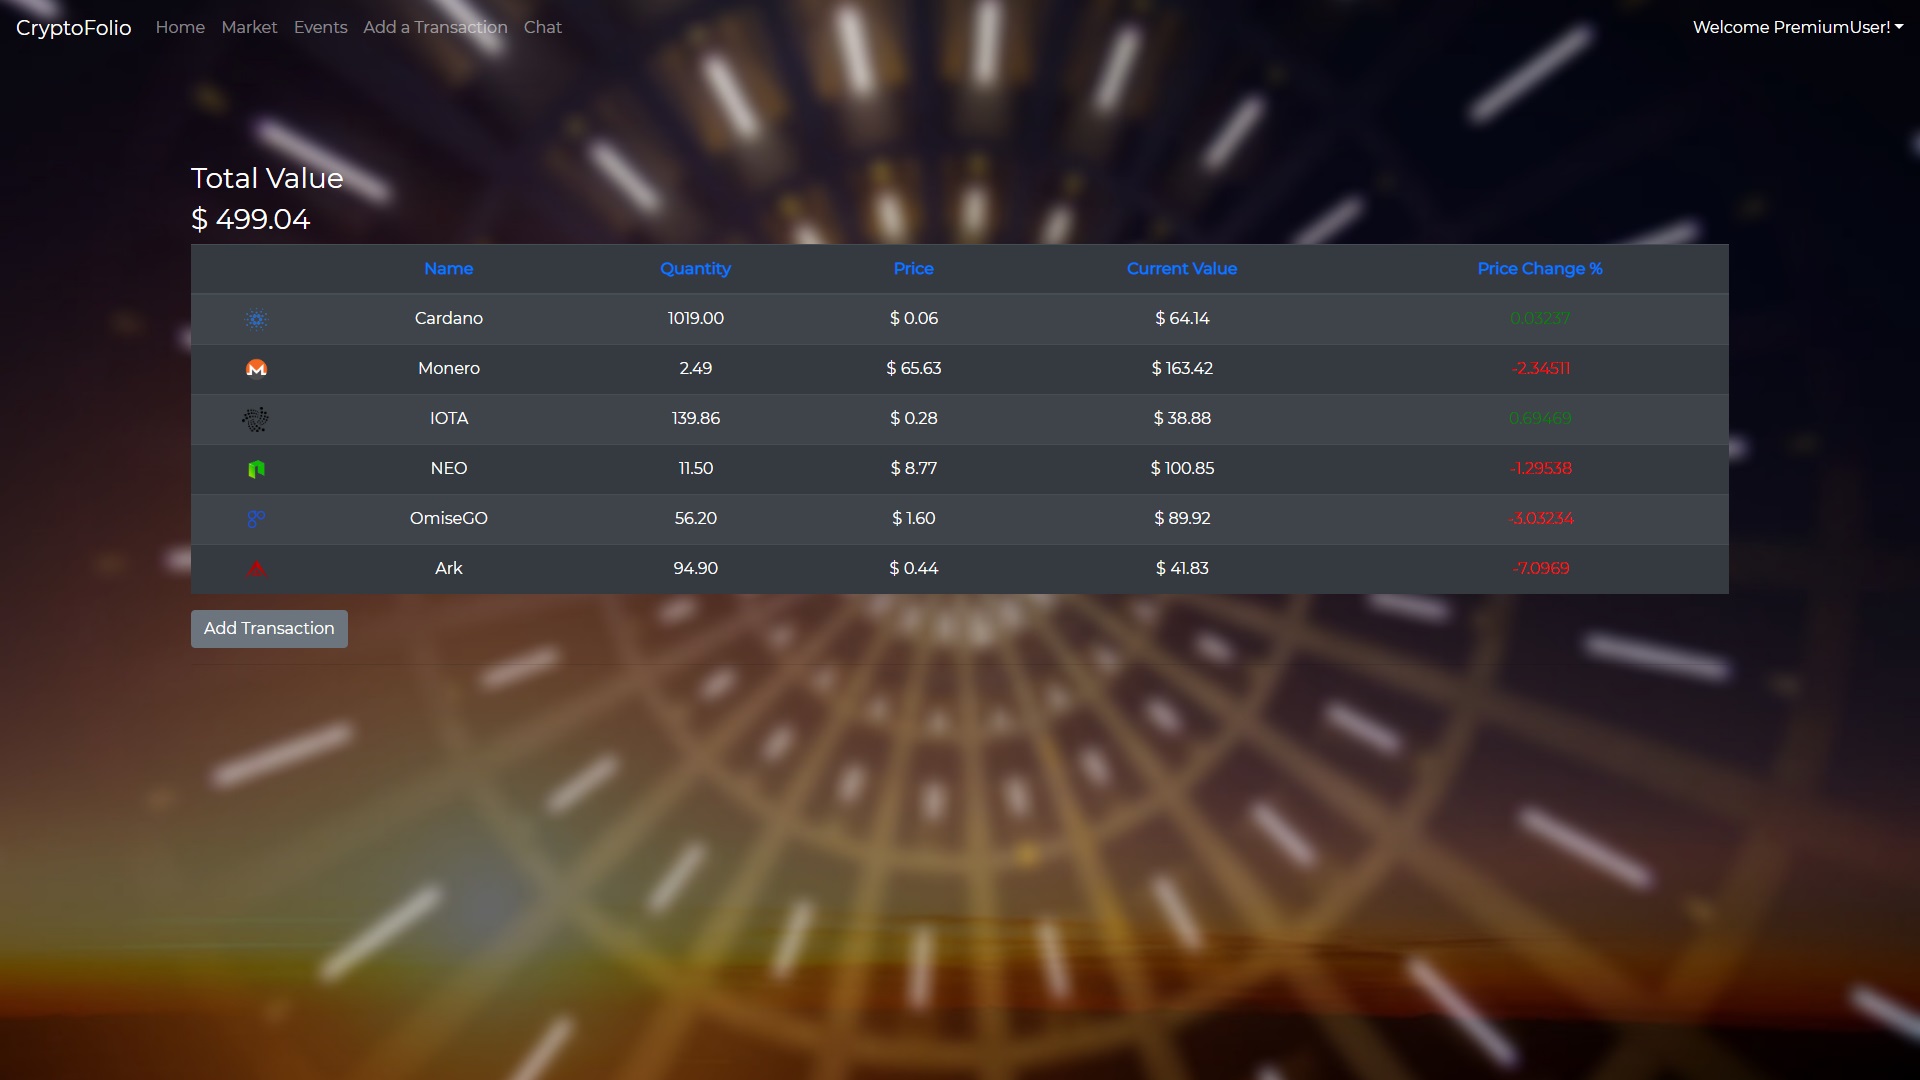 CryptoFolio Home Market Events Add a Transaction Chat Welcome PremiumUser!
Total Value
$ 499.04
Name Quantity Price Current Value Price Change %
Cardano 1019.00 $ 0.06 $ 64.14 0.03237
Monero 2.49 $ 65.63 $ 163.42 -2.34511
IOTA 139.86 $ 0.28 $ 38.88 0.69469
NEO 11.50 $ 8.77 $ 100.85 -1.29538
OmiseGO 56.20 $ 1.60 $ 89.92 -3.03234
Ark 94.90 $ 0.44 $ 41.83 -7.0969
Add Transaction